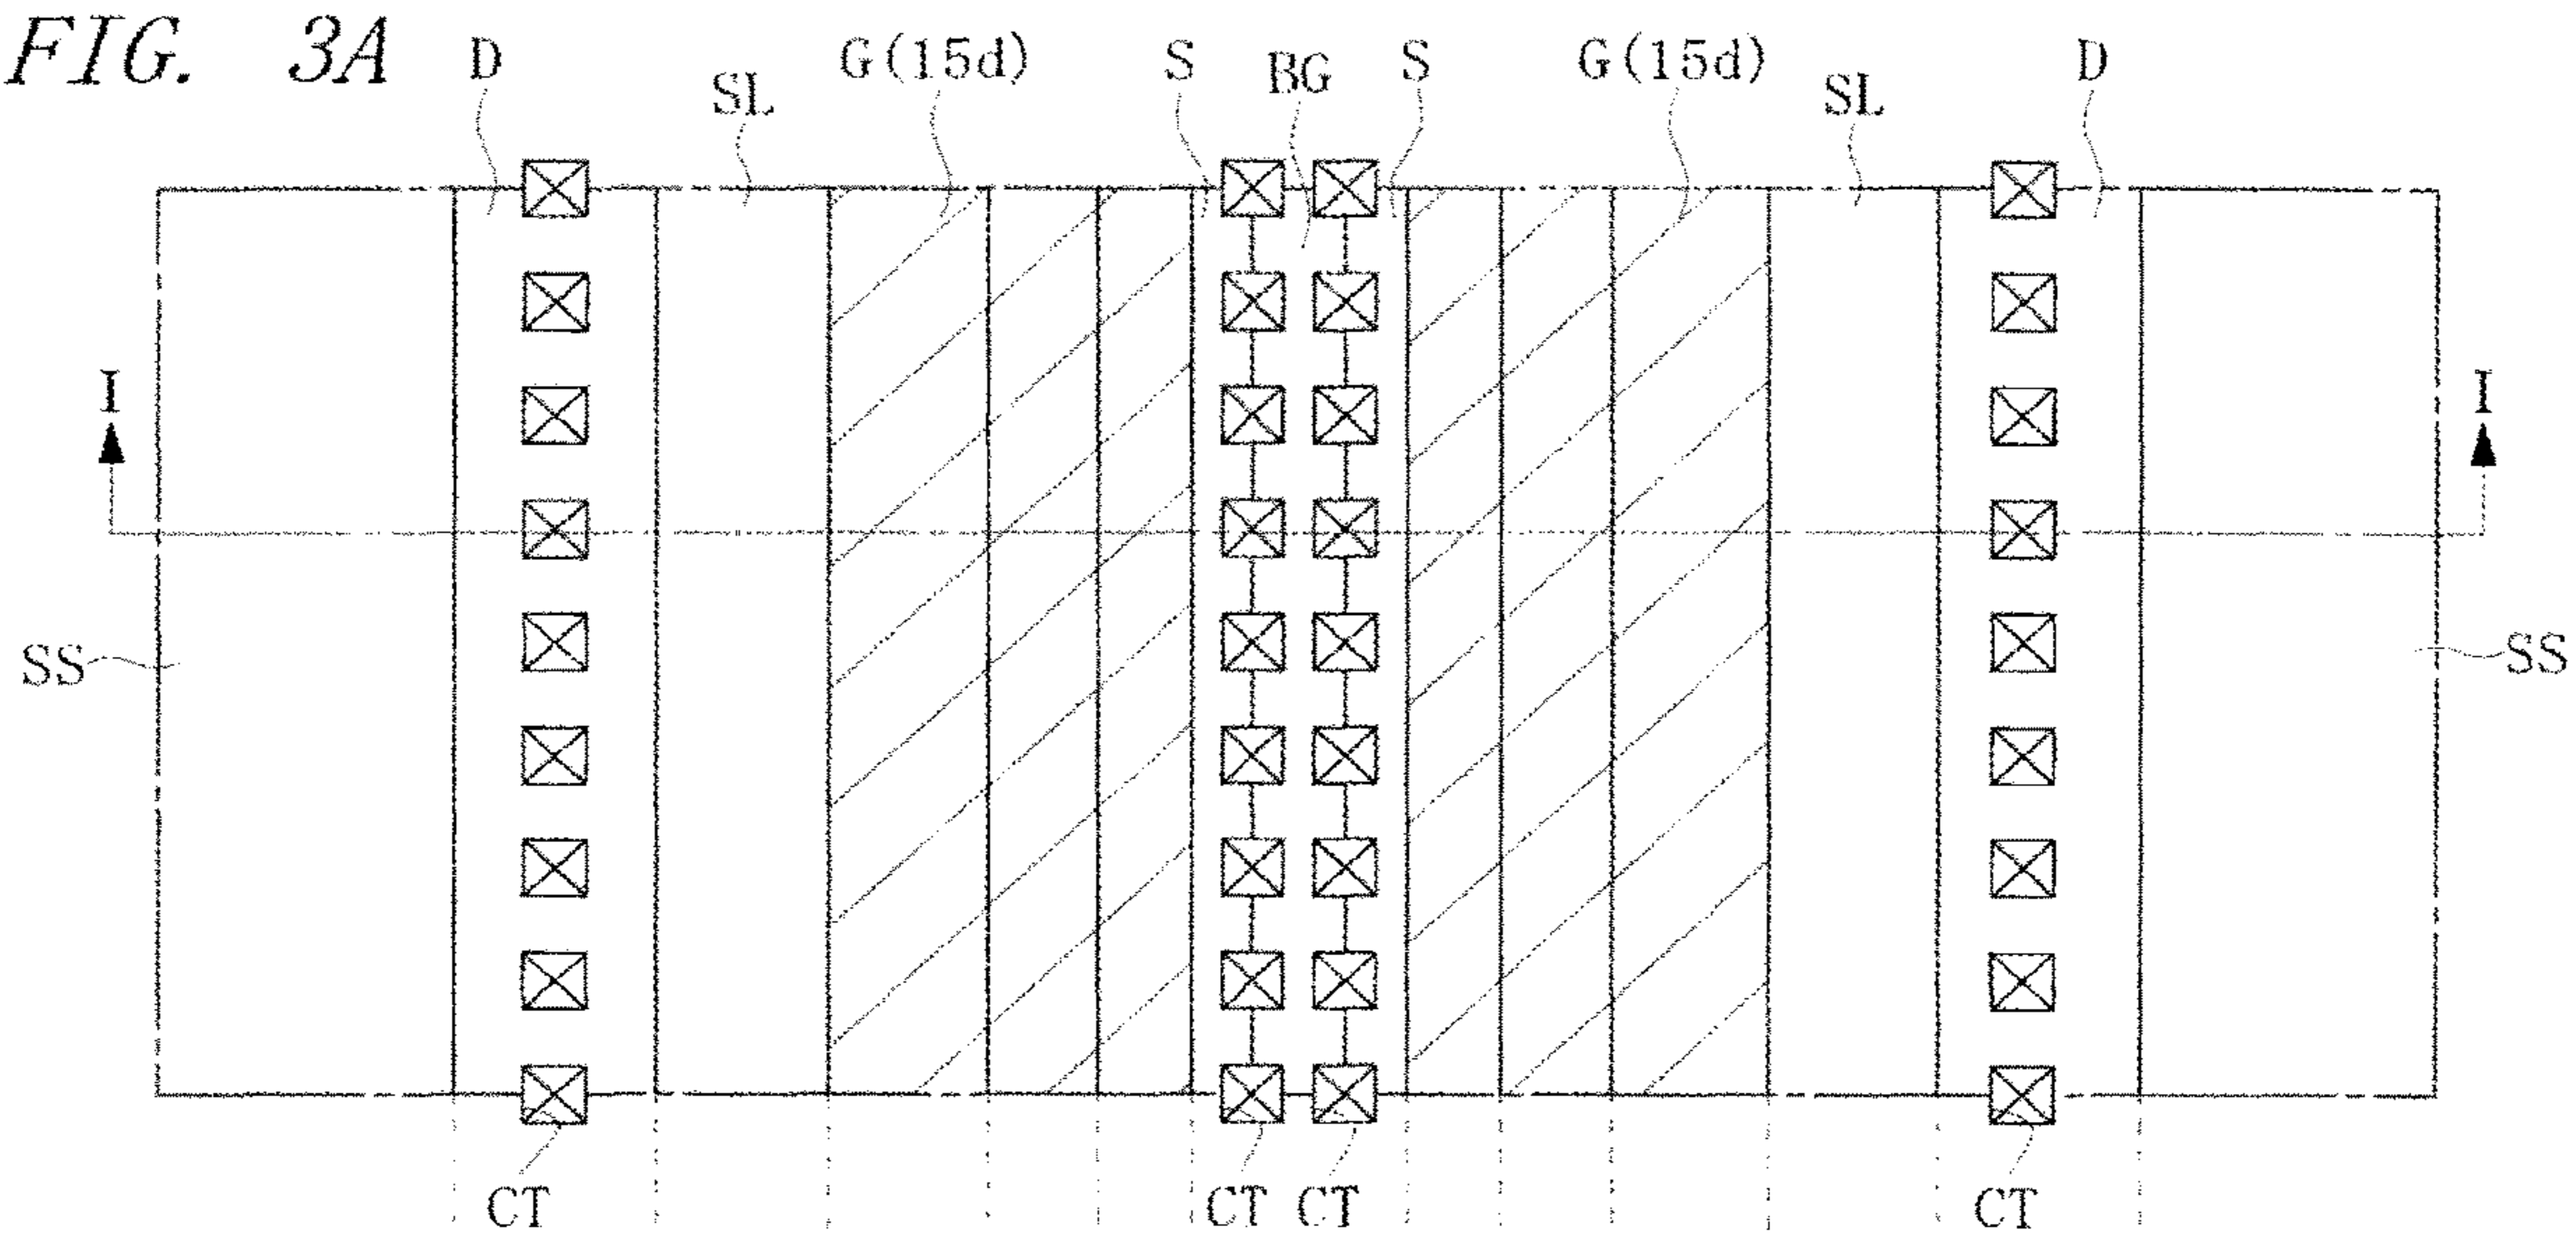 FIG. 3A
D SL G(15d) S BG S G(15d) SL D
I I
SS SS
CT CT CT CT